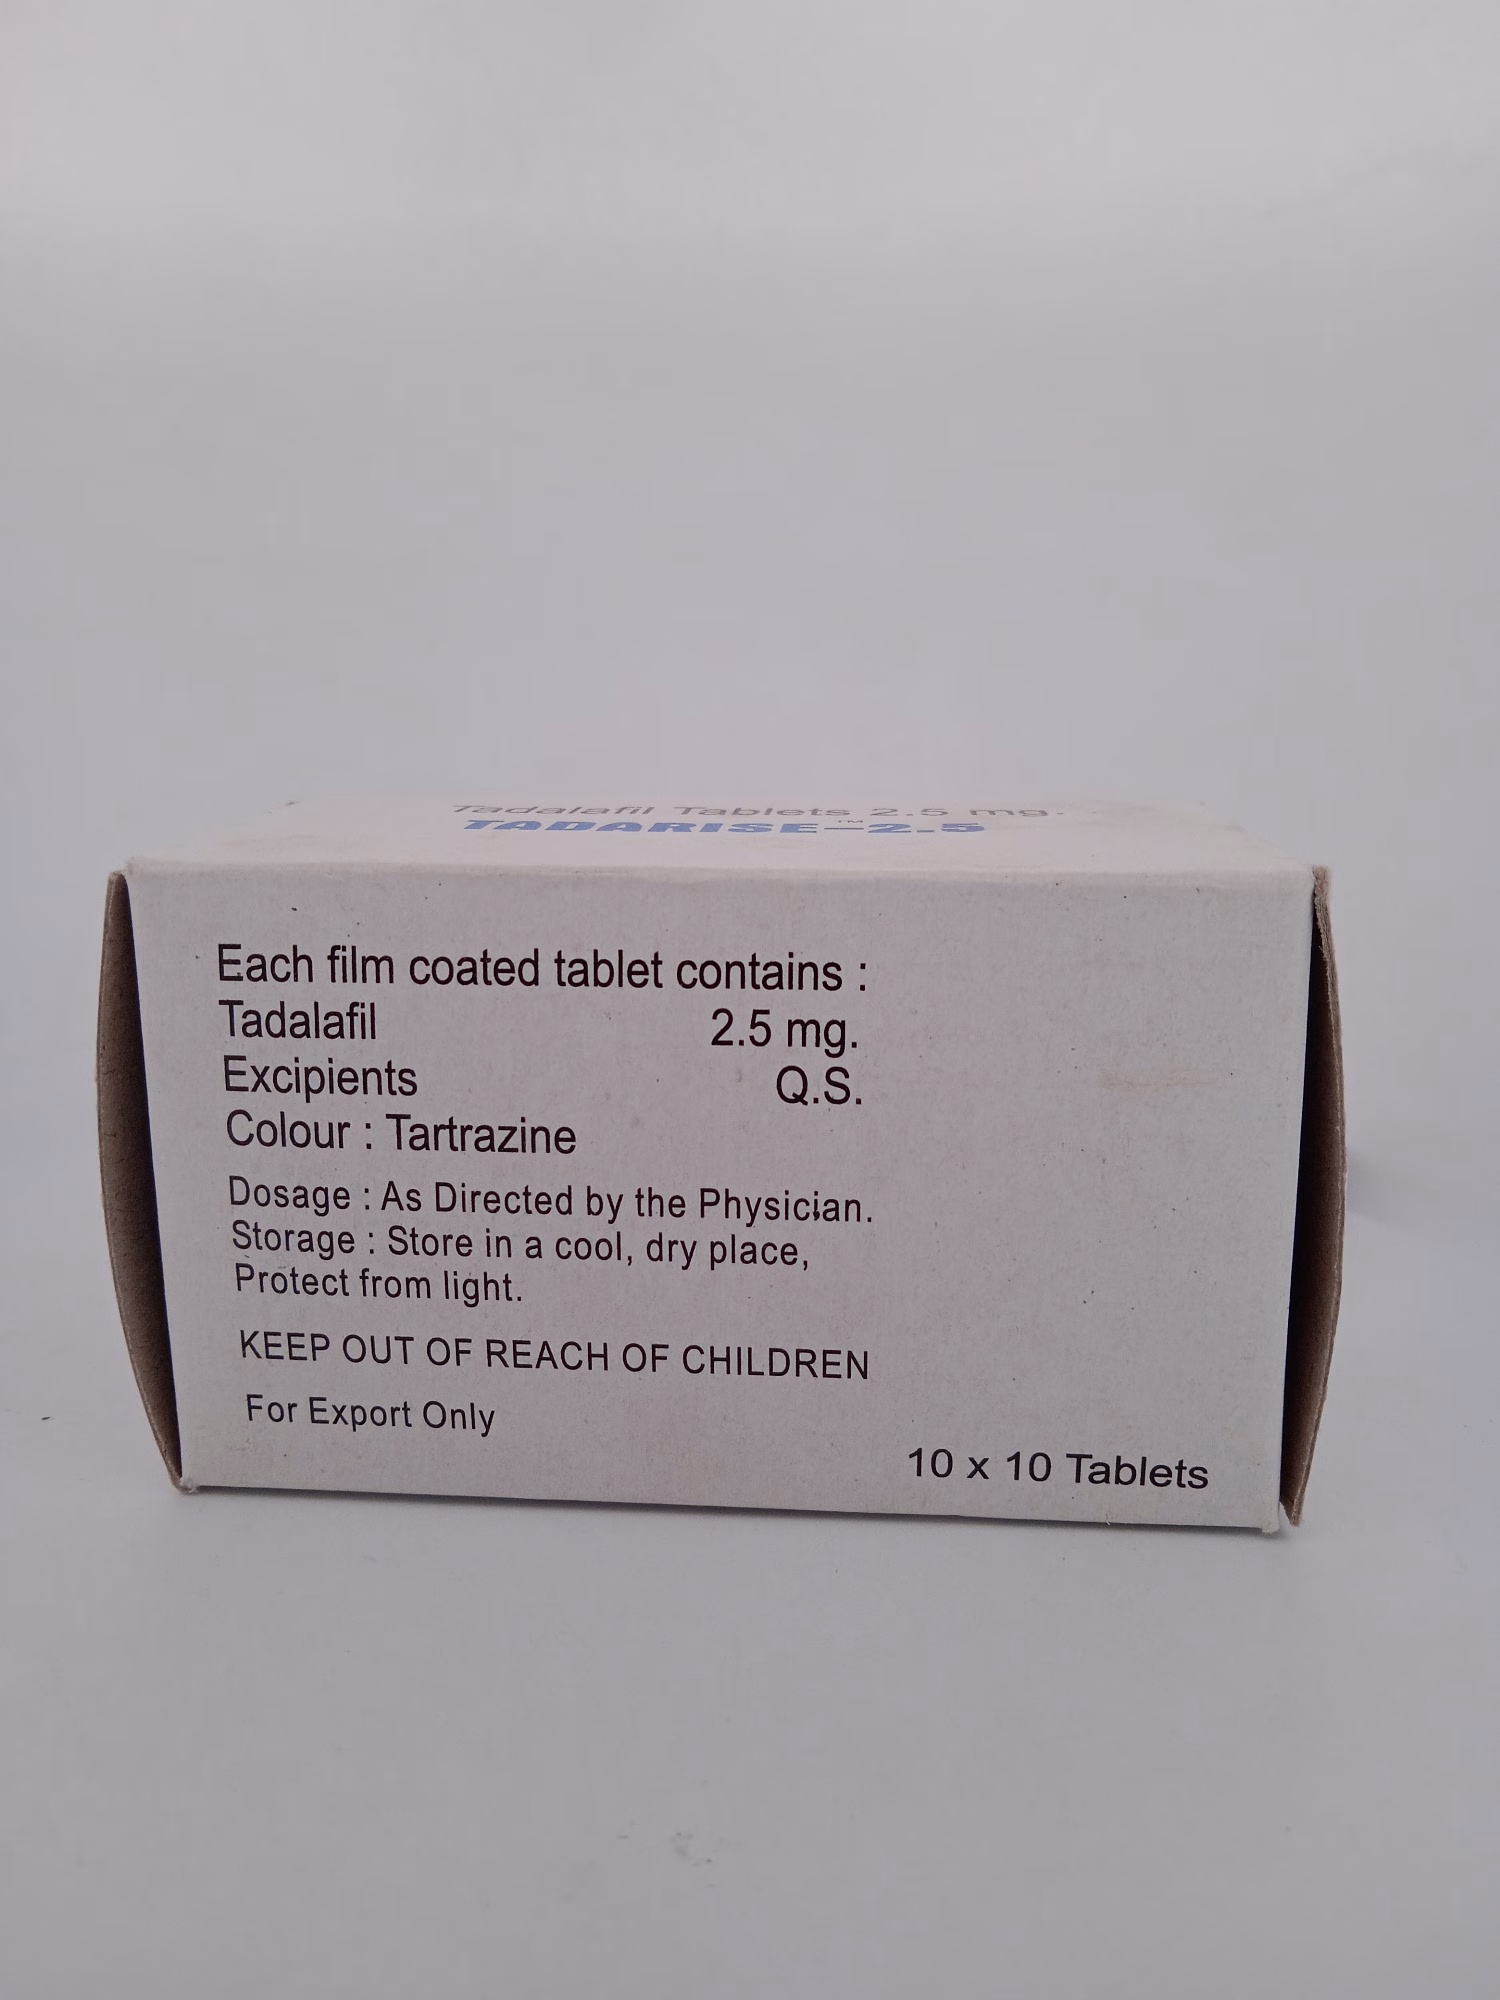 Tadalafil Tablets 2.5 mg.
TADARISE™-2.5
Each film coated tablet contains :
Tadalafil 2.5 mg.
Excipients Q.S.
Colour : Tartrazine
Dosage : As Directed by the Physician.
Storage : Store in a cool, dry place,
Protect from light.
KEEP OUT OF REACH OF CHILDREN
For Export Only
10 x 10 Tablets